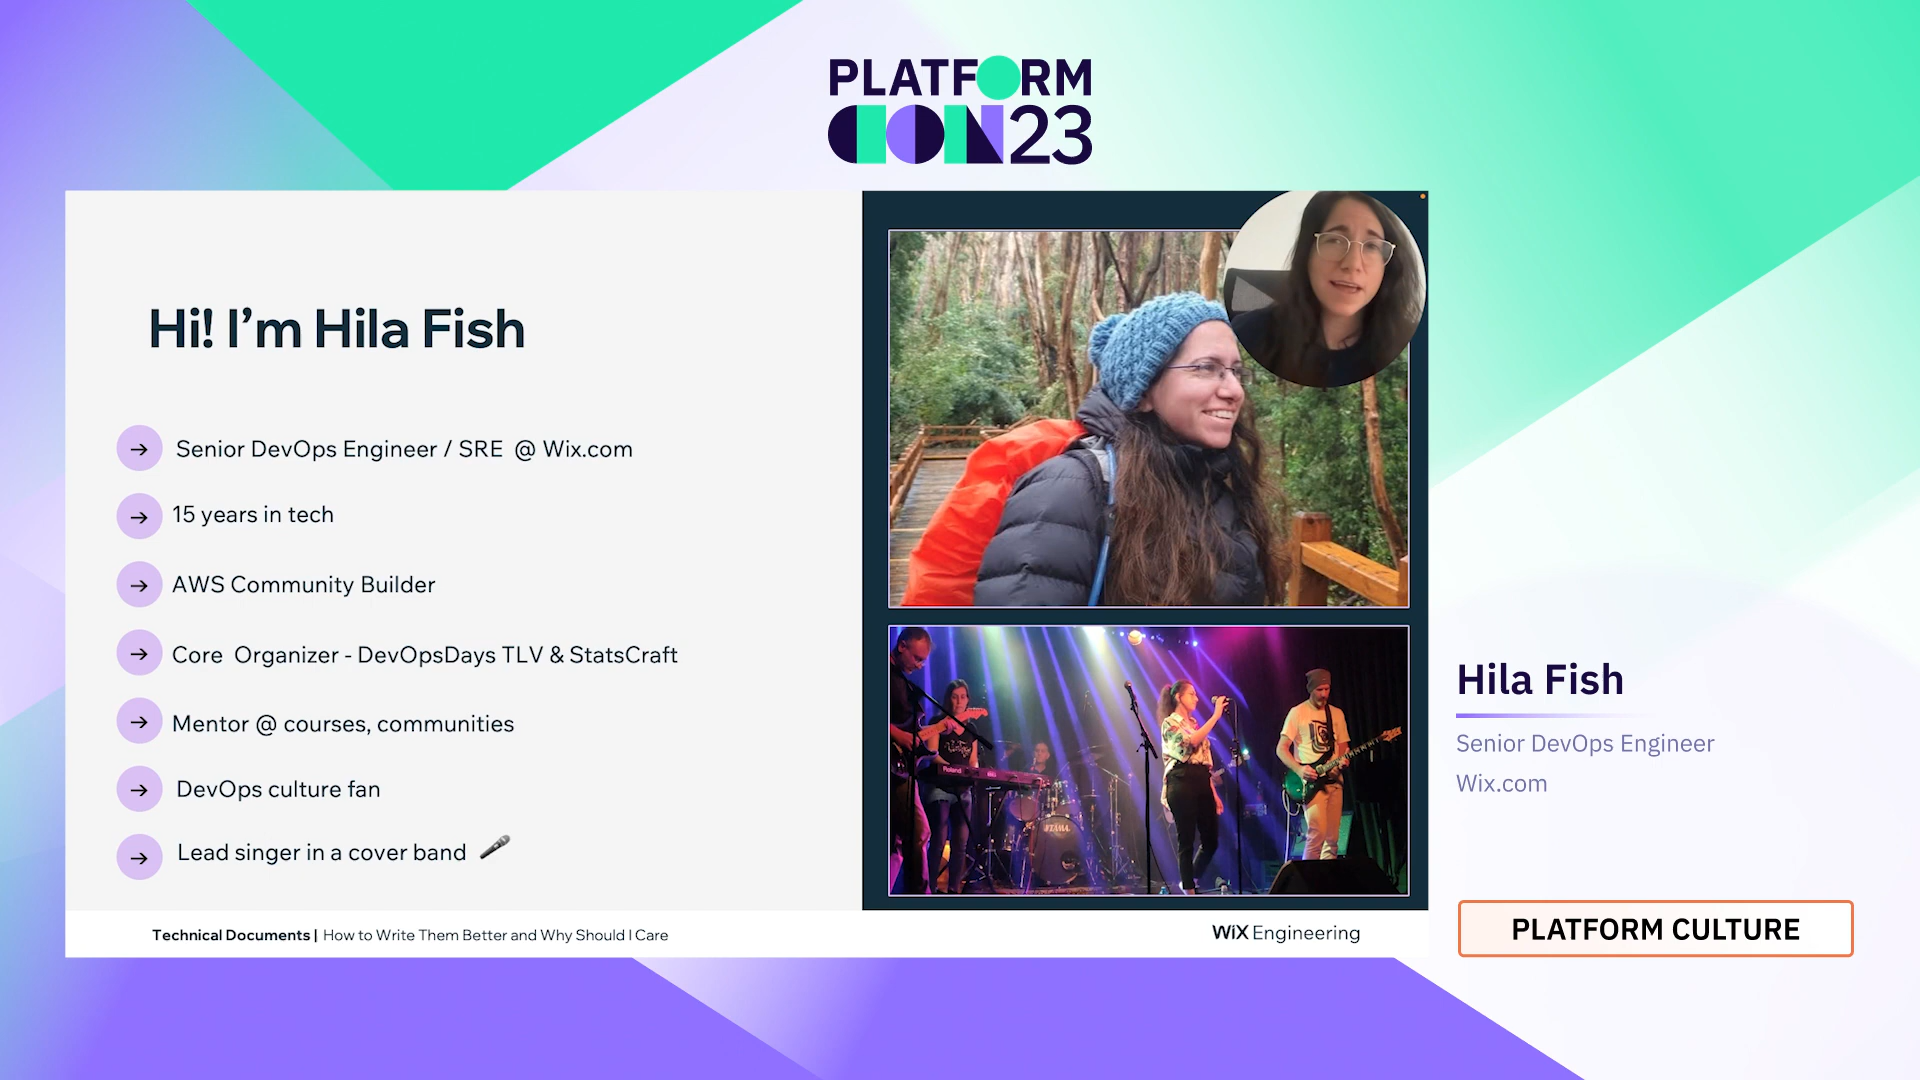 PLATFORM
CON23
Hi! I'm Hila Fish
Senior DevOps Engineer / SRE @ Wix.com
15 years in tech
AWS Community Builder
Core Organizer - DevOpsDays TLV & StatsCraft
Mentor @ courses, communities
DevOps culture fan
Lead singer in a cover band
Roland
TAMA
Technical Documents | How to Write Them Better and Why Should I Care
WiX Engineering
Hila Fish
Senior DevOps Engineer
Wix.com
PLATFORM CULTURE